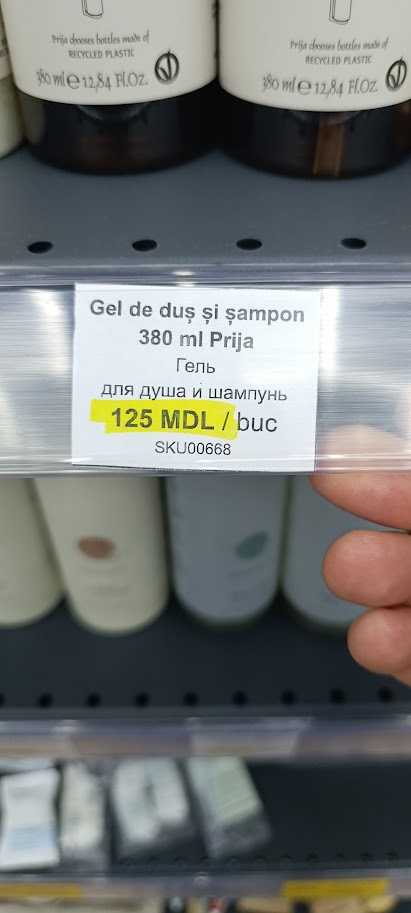 Prija chooses bottles made of
RECYCLED PLASTIC
380 ml e 12,84 Fl.Oz.
Prija chooses bottles made of
RECYCLED PLASTIC
380 ml e 12,84 Fl.Oz.
Gel de duș și șampon
380 ml Prija
Гель
для душа и шампунь
125 MDL / buc
SKU00668